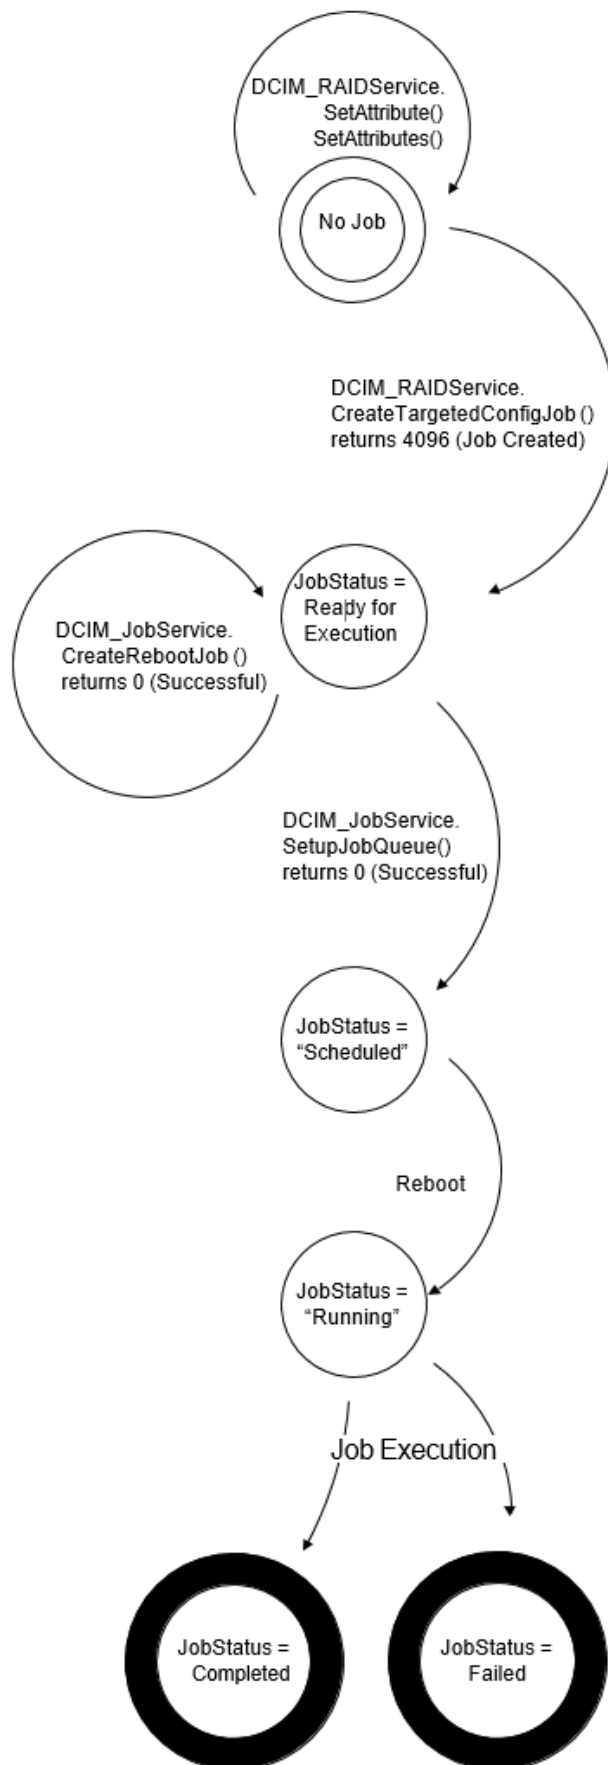 DCIM_RAIDService.
SetAttribute()
SetAttributes()
No Job
DCIM_RAIDService.
CreateTargetedConfigJob ()
returns 4096 (Job Created)
JobStatus =
Ready for
Execution
DCIM_JobService.
CreateRebootJob ()
returns 0 (Successful)
DCIM_JobService.
SetupJobQueue()
returns 0 (Successful)
JobStatus =
“Scheduled”
Reboot
JobStatus =
“Running”
Job Execution
JobStatus =
Completed
JobStatus =
Failed